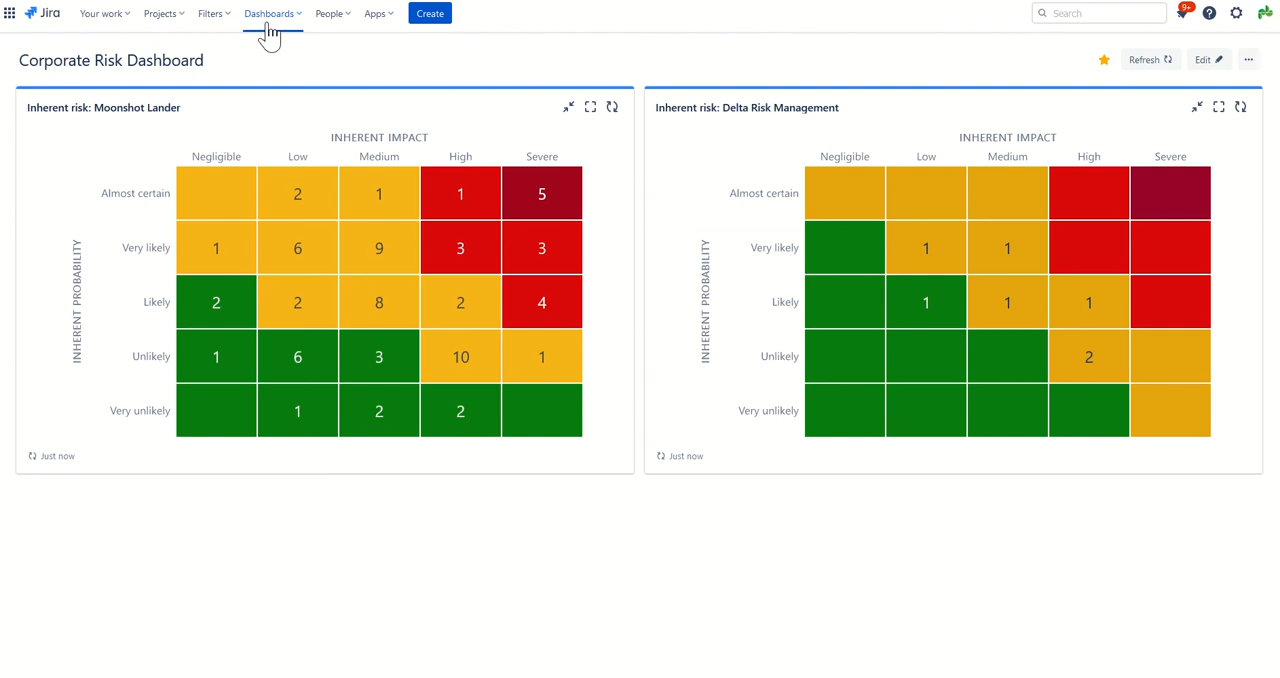 Jira Your work Projects Filters Dashboards People Apps Create Search 9+
Corporate Risk Dashboard Refresh Edit
Inherent risk: Moonshot Lander
INHERENT IMPACT
Negligible Low Medium High Severe
INHERENT PROBABILITY
Almost certain 2 1 1 5
Very likely 1 6 9 3 3
Likely 2 2 8 2 4
Unlikely 1 6 3 10 1
Very unlikely 1 2 2
Just now
Inherent risk: Delta Risk Management
INHERENT IMPACT
Negligible Low Medium High Severe
INHERENT PROBABILITY
Almost certain
Very likely 1 1
Likely 1 1 1
Unlikely 2
Very unlikely
Just now